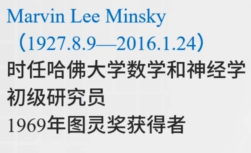 Marvin Lee Minsky
（1927.8.9—2016.1.24）
时任哈佛大学数学和神经学
初级研究员
1969年图灵奖获得者